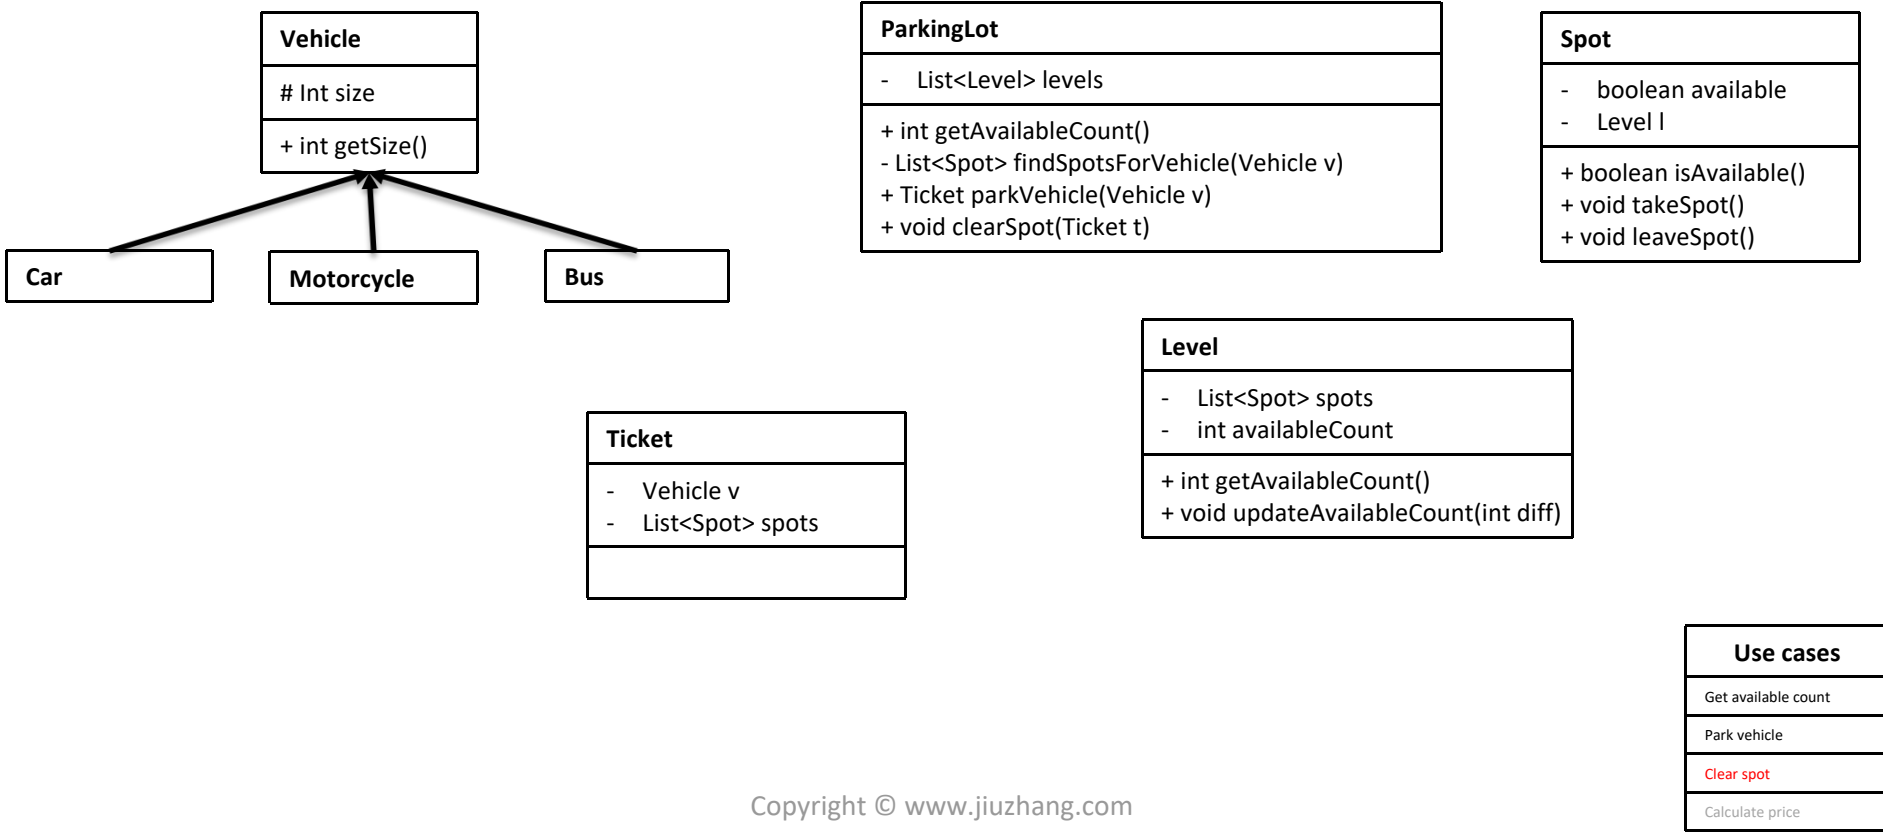 Vehicle
# Int size
+ int getSize()
Car
Motorcycle
Bus
ParkingLot
- List<Level> levels
+ int getAvailableCount()
- List<Spot> findSpotsForVehicle(Vehicle v)
+ Ticket parkVehicle(Vehicle v)
+ void clearSpot(Ticket t)
Spot
- boolean available
- Level l
+ boolean isAvailable()
+ void takeSpot()
+ void leaveSpot()
Level
- List<Spot> spots
- int availableCount
+ int getAvailableCount()
+ void updateAvailableCount(int diff)
Ticket
- Vehicle v
- List<Spot> spots
Use cases
Get available count
Park vehicle
Clear spot
Calculate price
Copyright © www.jiuzhang.com